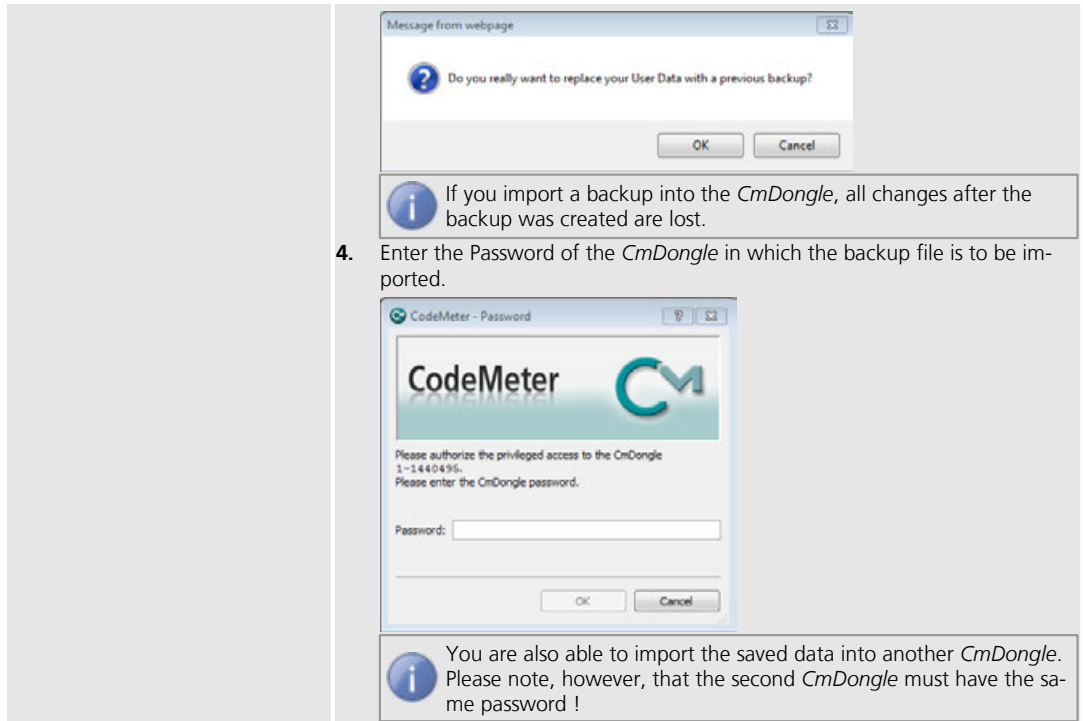 Message from webpage
Do you really want to replace your User Data with a previous backup?
OK Cancel
If you import a backup into the CmDongle, all changes after the
backup was created are lost.
4. Enter the Password of the CmDongle in which the backup file is to be im-
ported.
CodeMeter - Password
CodeMeter CM
Please authorize the privileged access to the CmDongle
1-1440495.
Please enter the CmDongle password.
Password:
OK Cancel
You are also able to import the saved data into another CmDongle.
Please note, however, that the second CmDongle must have the sa-
me password !